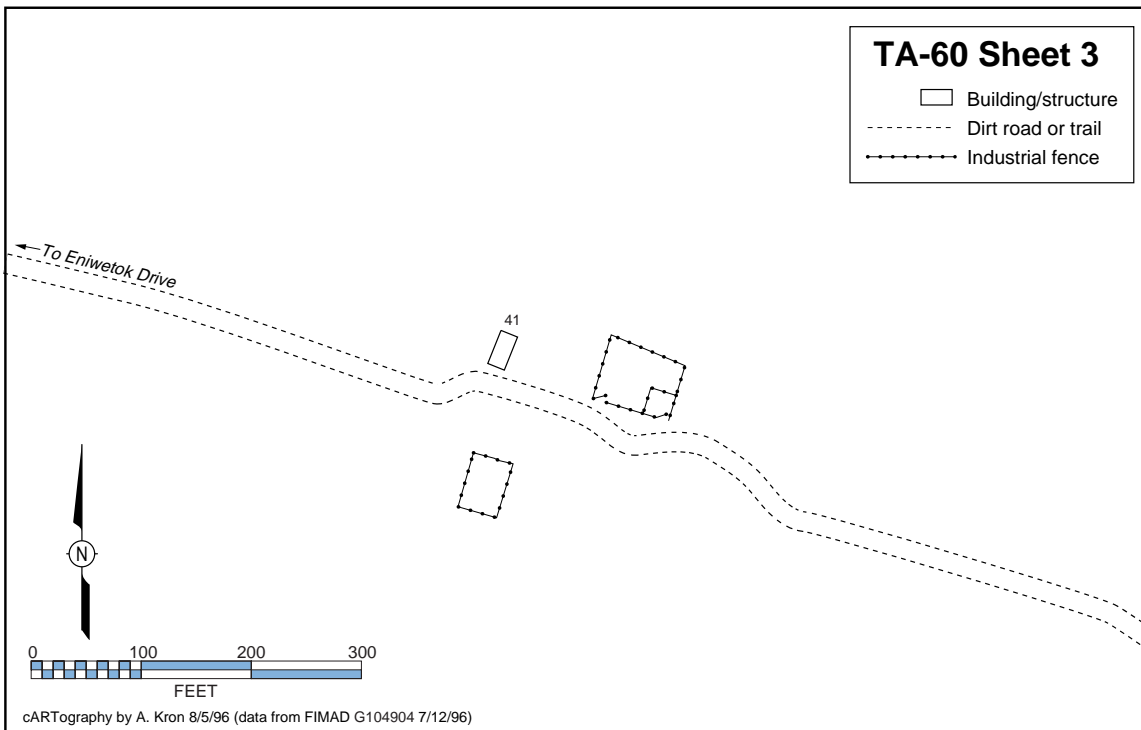 TA-60 Sheet 3
Building/structure
Dirt road or trail
Industrial fence
To Eniwetok Drive
41
N
0 100 200 300
FEET
cARTography by A. Kron 8/5/96 (data from FIMAD G104904 7/12/96)